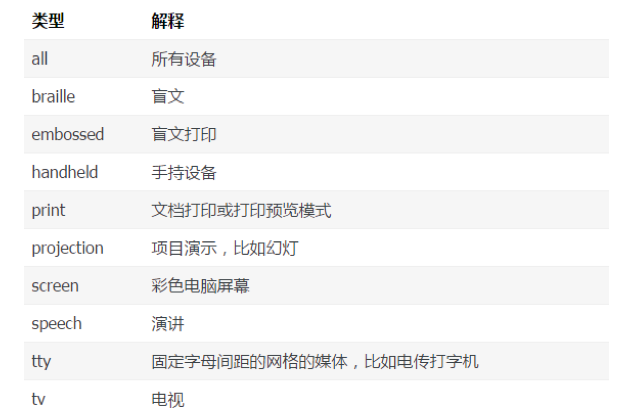 类型 解释
all 所有设备
braille 盲文
embossed 盲文打印
handheld 手持设备
print 文档打印或打印预览模式
projection 项目演示，比如幻灯
screen 彩色电脑屏幕
speech 演讲
tty 固定字母间距的网格的媒体，比如电传打字机
tv 电视